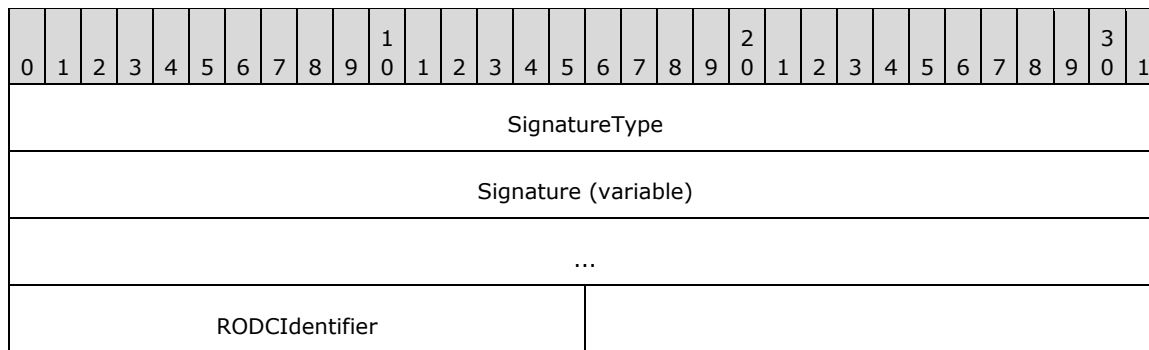 1 2 3
0 1 2 3 4 5 6 7 8 9 0 1 2 3 4 5 6 7 8 9 0 1 2 3 4 5 6 7 8 9 0 1
SignatureType
Signature (variable)
...
RODCIdentifier